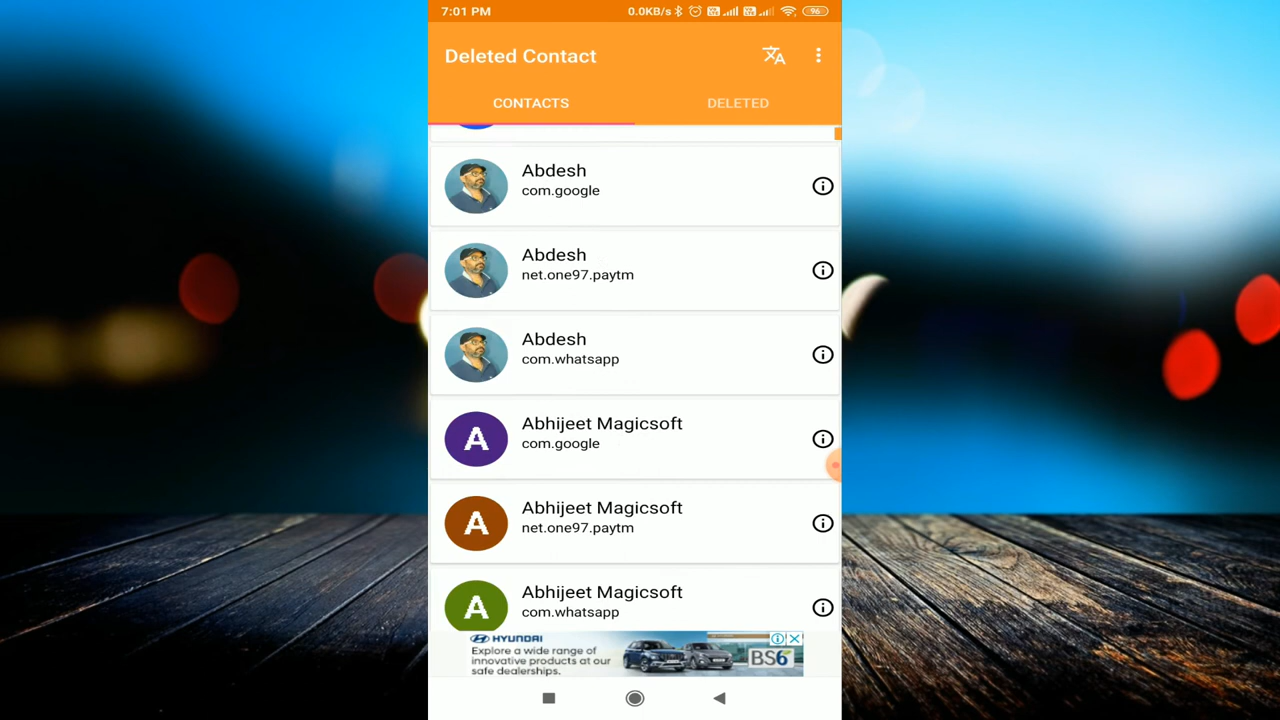 7:01 PM
0.0KB/s
96
Deleted Contact
CONTACTS
DELETED
Abdesh
com.google
Abdesh
net.one97.paytm
Abdesh
com.whatsapp
A
Abhijeet Magicsoft
com.google
A
Abhijeet Magicsoft
net.one97.paytm
A
Abhijeet Magicsoft
com.whatsapp
HYUNDAI
Explore a wide range of
innovative products at our
safe dealerships.
BS6